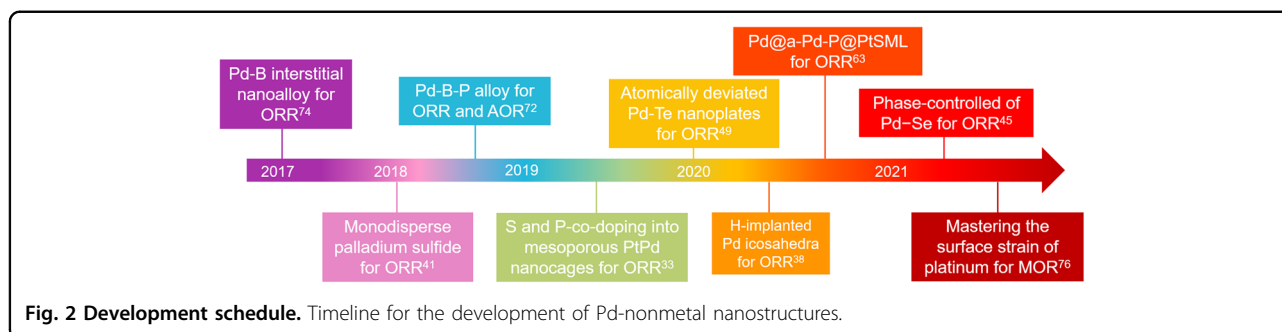 Pd@a-Pd-P@PtSML
for ORR63
Pd-B interstitial
nanoalloy for
ORR74
Pd-B-P alloy for
ORR and AOR72
Atomically deviated
Pd-Te nanoplates
for ORR49
Phase-controlled of
Pd–Se for ORR45
2017 2018 2019 2020 2021
Monodisperse
palladium sulfide
for ORR41
S and P-co-doping into
mesoporous PtPd
nanocages for ORR33
H-implanted
Pd icosahedra
for ORR38
Mastering the
surface strain of
platinum for MOR76
Fig. 2 Development schedule. Timeline for the development of Pd-nonmetal nanostructures.